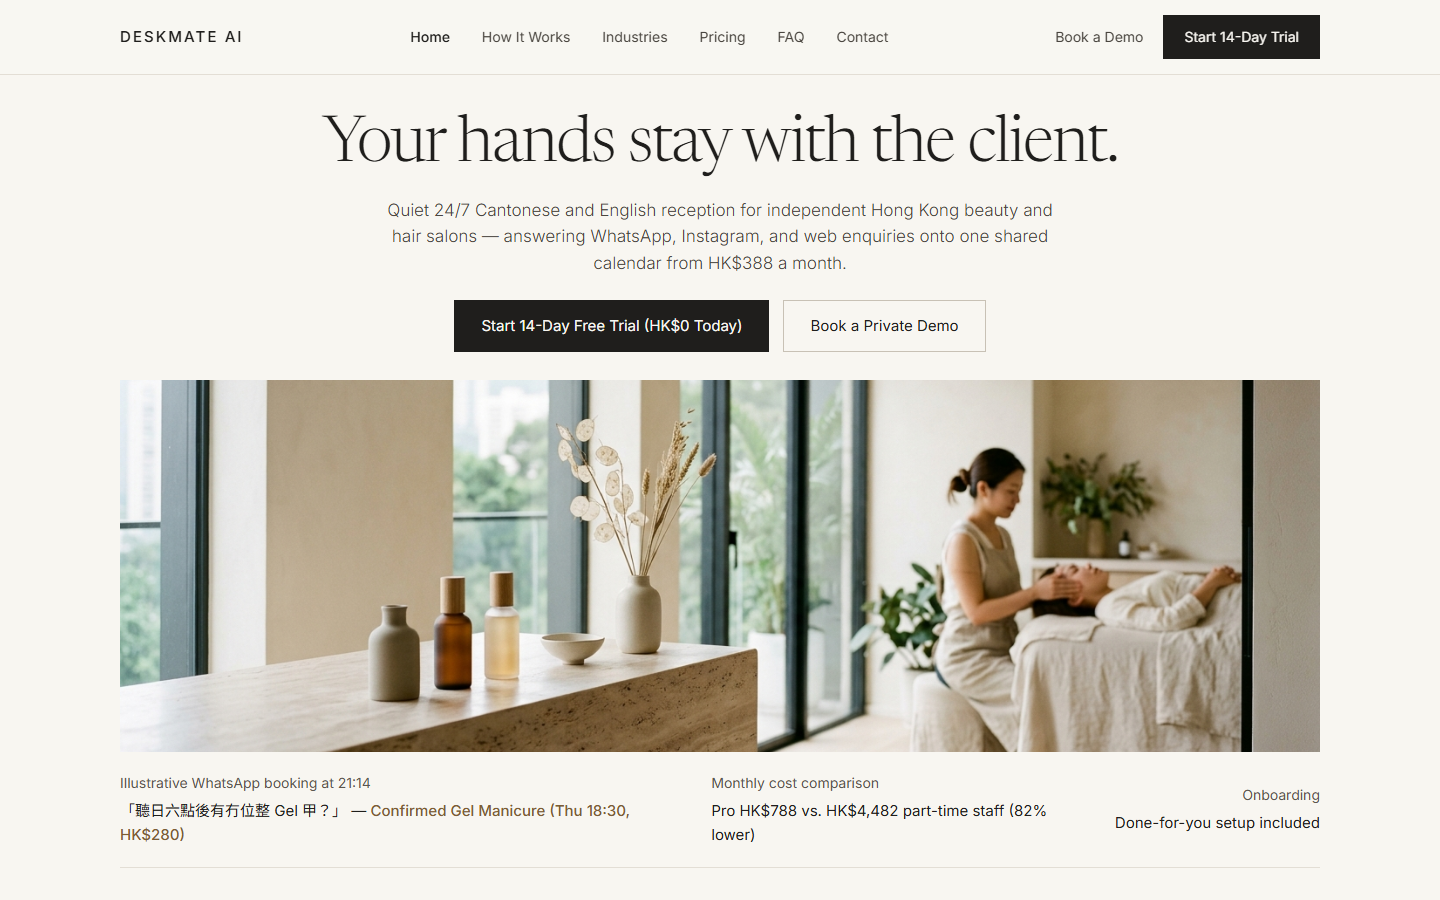 DESKMATE AI
Home
How It Works
Industries
Pricing
FAQ
Contact
Book a Demo
Start 14-Day Trial
Your hands stay with the client.
Quiet 24/7 Cantonese and English reception for independent Hong Kong beauty and
hair salons — answering WhatsApp, Instagram, and web enquiries onto one shared
calendar from HK$388 a month.
Start 14-Day Free Trial (HK$0 Today)
Book a Private Demo
Illustrative WhatsApp booking at 21:14
「聽日六點後有冇位整 Gel 甲？」 — Confirmed Gel Manicure (Thu 18:30,
HK$280)
Monthly cost comparison
Pro HK$788 vs. HK$4,482 part-time staff (82%
lower)
Onboarding
Done-for-you setup included